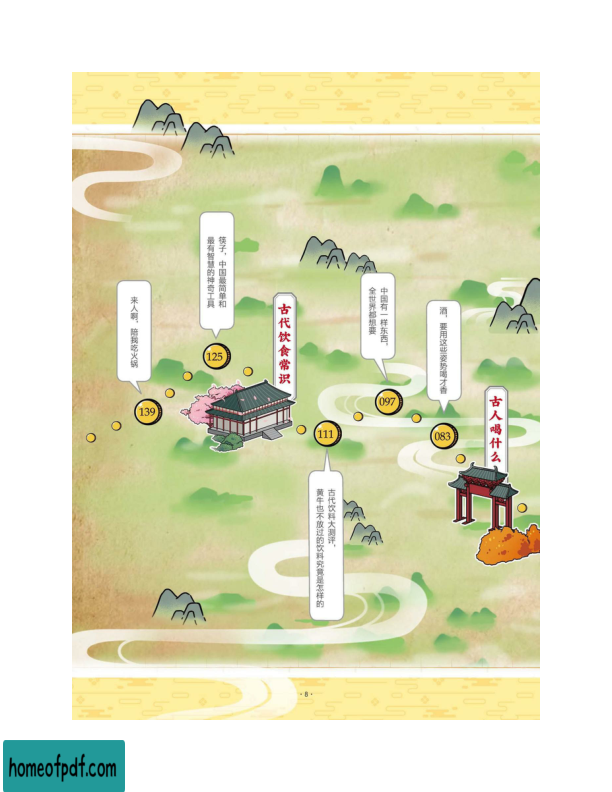 古人喝什么
083
酒，要用这些姿势喝才香
097
中国有一样东西，
全世界都想要
111
古代饮料大测评，
黄牛也不放过的饮料究竟是怎样的
古代饮食常识
125
筷子，中国最简单和
最有智慧的神奇工具
139
来人啊，陪我吃火锅
·8·
homeofpdf.com